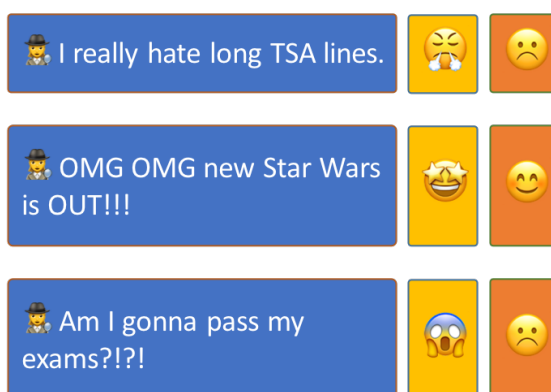 I really hate long TSA lines.
OMG OMG new Star Wars
is OUT!!!
Am I gonna pass my
exams?!?!